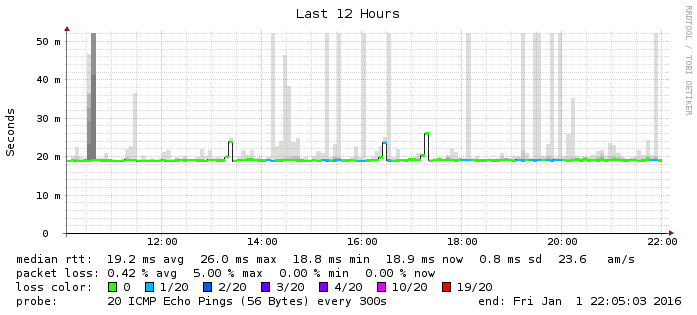 Last 12 Hours
RRDTOOL / TOBI OETIKER
Seconds
50 m
40 m
30 m
20 m
10 m
0
12:00 14:00 16:00 18:00 20:00 22:00
median rtt: 19.2 ms avg 26.0 ms max 18.8 ms min 18.9 ms now 0.8 ms sd 23.6 am/s
packet loss: 0.42 % avg 5.00 % max 0.00 % min 0.00 % now
loss color: 0 1/20 2/20 3/20 4/20 10/20 19/20
probe: 20 ICMP Echo Pings (56 Bytes) every 300s end: Fri Jan 1 22:05:03 2016